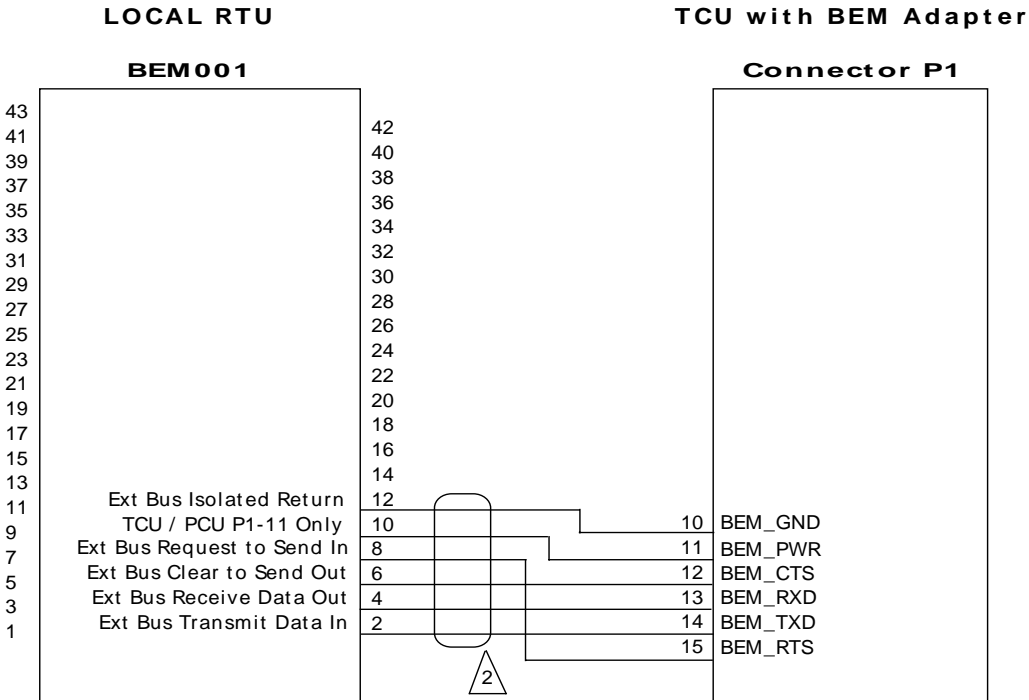 LOCAL RTU
TCU with BEM Adapter
BEM001
Connector P1
43
41
39
37
35
33
31
29
27
25
23
21
19
17
15
13
11
9
7
5
3
1
42
40
38
36
34
32
30
28
26
24
22
20
18
16
14
Ext Bus Isolated Return 12
TCU / PCU P1-11 Only 10
Ext Bus Request to Send In 8
Ext Bus Clear to Send Out 6
Ext Bus Receive Data Out 4
Ext Bus Transmit Data In 2
2
10 BEM_GND
11 BEM_PWR
12 BEM_CTS
13 BEM_RXD
14 BEM_TXD
15 BEM_RTS